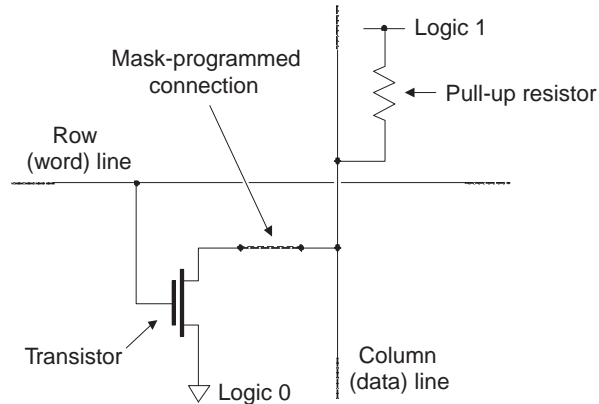 Logic 1
Mask-programmed
connection
Pull-up resistor
Row
(word) line
Transistor
Column
(data) line
Logic 0